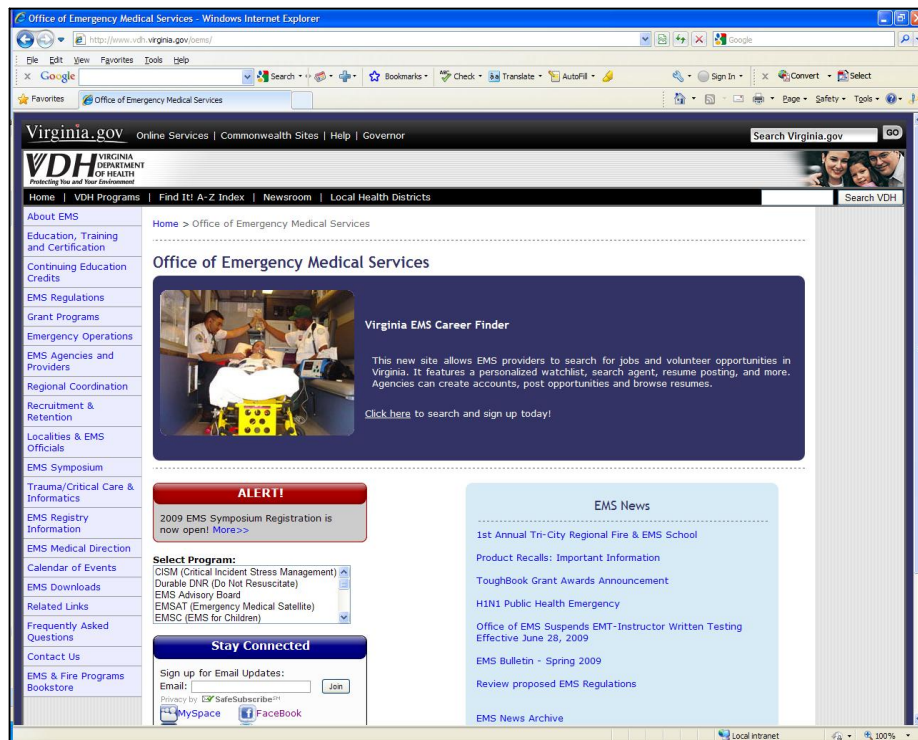 Office of Emergency Medical Services - Windows Internet Explorer
http://www.vdh.virginia.gov/oems/
Google
File Edit View Favorites Tools Help
x Google Search Bookmarks Check Translate AutoFill Sign In x Convert Select
Favorites Office of Emergency Medical Services Page Safety Tools
Virginia.gov Online Services | Commonwealth Sites | Help | Governor Search Virginia.gov GO
VDH VIRGINIA
DEPARTMENT
OF HEALTH
Protecting You and Your Environment
Home | VDH Programs | Find It! A-Z Index | Newsroom | Local Health Districts Search VDH
About EMS
Education, Training
and Certification
Continuing Education
Credits
EMS Regulations
Grant Programs
Emergency Operations
EMS Agencies and
Providers
Regional Coordination
Recruitment &
Retention
Localities & EMS
Officials
EMS Symposium
Trauma/Critical Care &
Informatics
EMS Registry
Information
EMS Medical Direction
Calendar of Events
EMS Downloads
Related Links
Frequently Asked
Questions
Contact Us
EMS & Fire Programs
Bookstore
Home > Office of Emergency Medical Services
Office of Emergency Medical Services
Virginia EMS Career Finder
This new site allows EMS providers to search for jobs and volunteer opportunities in
Virginia. It features a personalized watchlist, search agent, resume posting, and more.
Agencies can create accounts, post opportunities and browse resumes.
Click here to search and sign up today!
ALERT!
2009 EMS Symposium Registration is
now open! More>>
Select Program:
CISM (Critical Incident Stress Management)
Durable DNR (Do Not Resuscitate)
EMS Advisory Board
EMSAT (Emergency Medical Satellite)
EMSC (EMS for Children)
Stay Connected
Sign up for Email Updates:
Email: Join
Privacy by SafeSubscribe℠
MySpace FaceBook
EMS News
1st Annual Tri-City Regional Fire & EMS School
Product Recalls: Important Information
ToughBook Grant Awards Announcement
H1N1 Public Health Emergency
Office of EMS Suspends EMT-Instructor Written Testing
Effective June 28, 2009
EMS Bulletin - Spring 2009
Review proposed EMS Regulations
EMS News Archive
Local intranet 100%